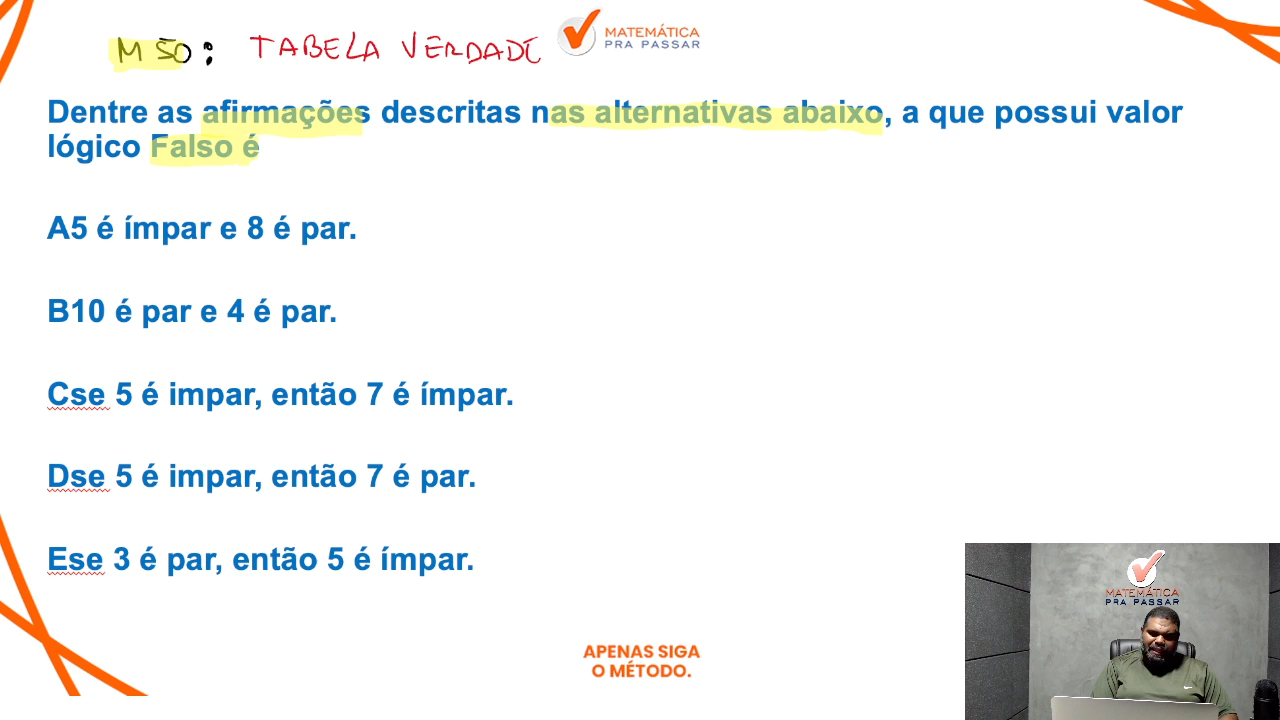 M50: TABELA VERDADE
MATEMÁTICA
PRA PASSAR
Dentre as afirmações descritas nas alternativas abaixo, a que possui valor
lógico Falso é
A5 é ímpar e 8 é par.
B10 é par e 4 é par.
Cse 5 é impar, então 7 é ímpar.
Dse 5 é impar, então 7 é par.
Ese 3 é par, então 5 é ímpar.
MATEMÁTICA
PRA PASSAR
APENAS SIGA
O MÉTODO.